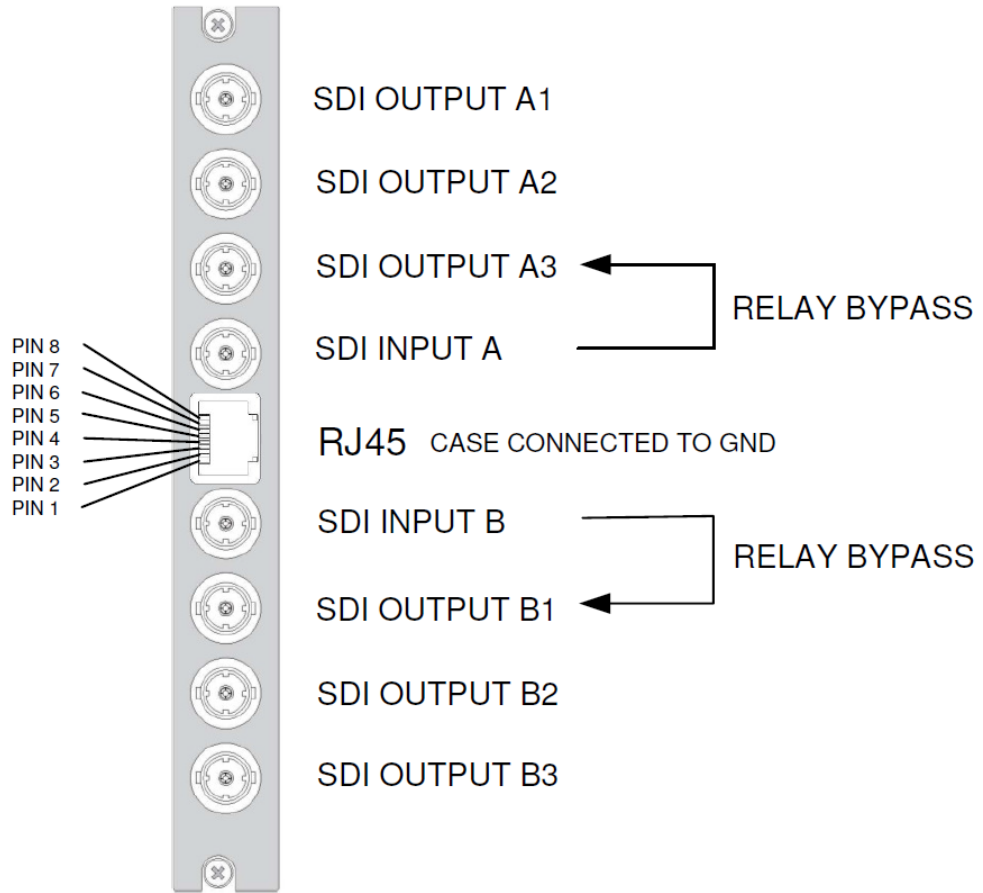 SDI OUTPUT A1
SDI OUTPUT A2
SDI OUTPUT A3
RELAY BYPASS
SDI INPUT A
PIN 8
PIN 7
PIN 6
PIN 5
PIN 4
PIN 3
PIN 2
PIN 1
RJ45 CASE CONNECTED TO GND
SDI INPUT B
RELAY BYPASS
SDI OUTPUT B1
SDI OUTPUT B2
SDI OUTPUT B3